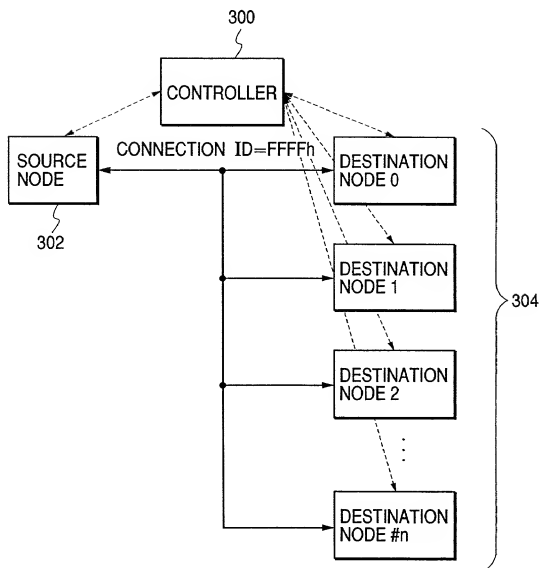 300
CONTROLLER
CONNECTION ID=FFFFh
SOURCE
NODE
302
DESTINATION
NODE 0
DESTINATION
NODE 1
304
DESTINATION
NODE 2
DESTINATION
NODE #n